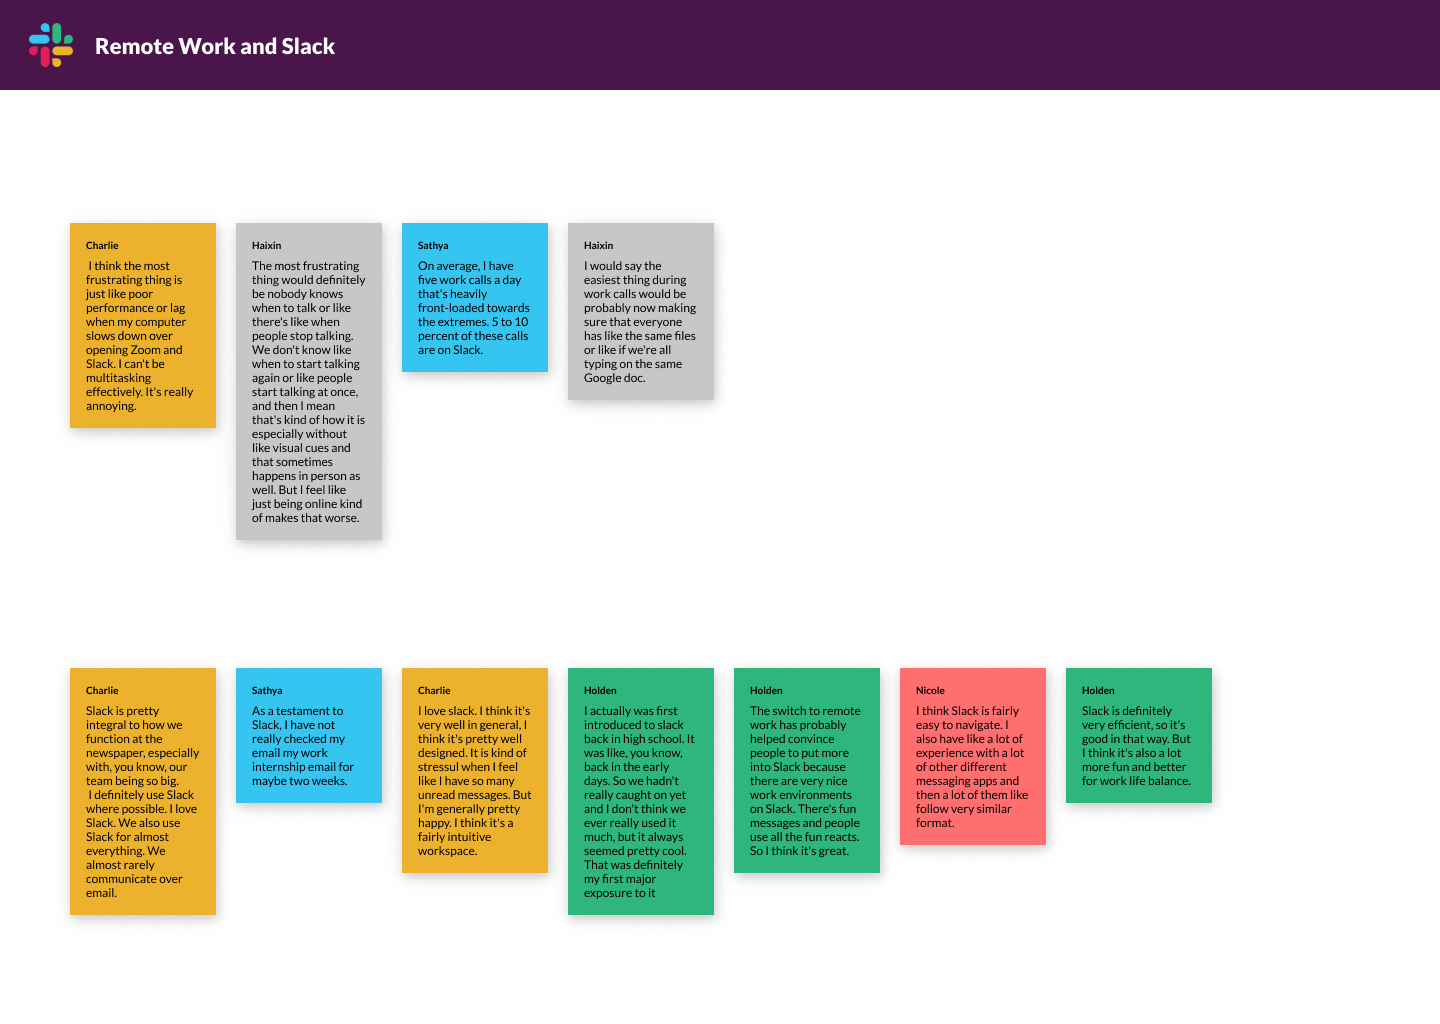 Remote Work and Slack
Charlie
I think the most
frustrating thing is
just like poor
performance or lag
when my computer
slows down over
opening Zoom and
Slack. I can't be
multitasking
effectively. It's really
annoying.
Haixin
The most frustrating
thing would definitely
be nobody knows
when to talk or like
there's like when
people stop talking.
We don't know like
when to start talking
again or like people
start talking at once,
and then I mean
that's kind of how it is
especially without
like visual cues and
that sometimes
happens in person as
well. But I feel like
just being online kind
of makes that worse.
Sathya
On average, I have
five work calls a day
that's heavily
front-loaded towards
the extremes. 5 to 10
percent of these calls
are on Slack.
Haixin
I would say the
easiest thing during
work calls would be
probably now making
sure that everyone
has like the same files
or like if we're all
typing on the same
Google doc.
Charlie
Slack is pretty
integral to how we
function at the
newspaper, especially
with, you know, our
team being so big.
I definitely use Slack
where possible. I love
Slack. We also use
Slack for almost
everything. We
almost rarely
communicate over
email.
Sathya
As a testament to
Slack, I have not
really checked my
email my work
internship email for
maybe two weeks.
Charlie
I love slack. I think it's
very well in general, I
think it's pretty well
designed. It is kind of
stressul when I feel
like I have so many
unread messages. But
I'm generally pretty
happy. I think it's a
fairly intuitive
workspace.
Holden
I actually was first
introduced to slack
back in high school. It
was like, you know,
back in the early
days. So we hadn't
really caught on yet
and I don't think we
ever really used it
much, but it always
seemed pretty cool.
That was definitely
my first major
exposure to it
Holden
The switch to remote
work has probably
helped convince
people to put more
into Slack because
there are very nice
work environments
on Slack. There's fun
messages and people
use all the fun reacts.
So I think it's great.
Nicole
I think Slack is fairly
easy to navigate. I
also have like a lot of
experience with a lot
of other different
messaging apps and
then a lot of them like
follow very similar
format.
Holden
Slack is definitely
very efficient, so it's
good in that way. But
I think it's also a lot
more fun and better
for work life balance.